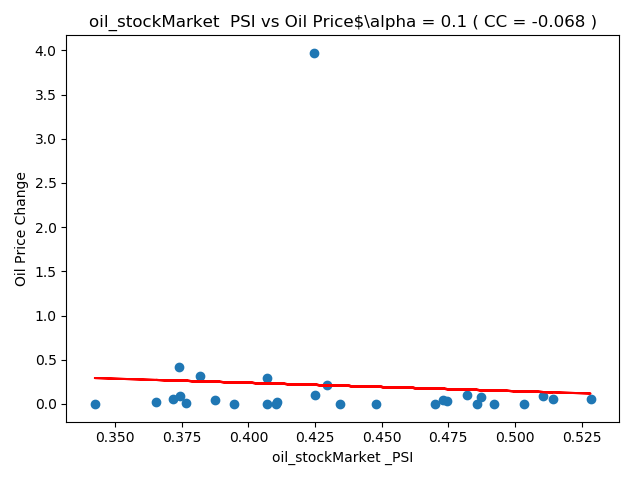 oil_stockMarket  PSI vs Oil Price$\alpha = 0.1 ( CC = -0.068 )
4.0
3.5
3.0
2.5
2.0
1.5
1.0
0.5
0.0
Oil Price Change
0.350 0.375 0.400 0.425 0.450 0.475 0.500 0.525
oil_stockMarket _PSI